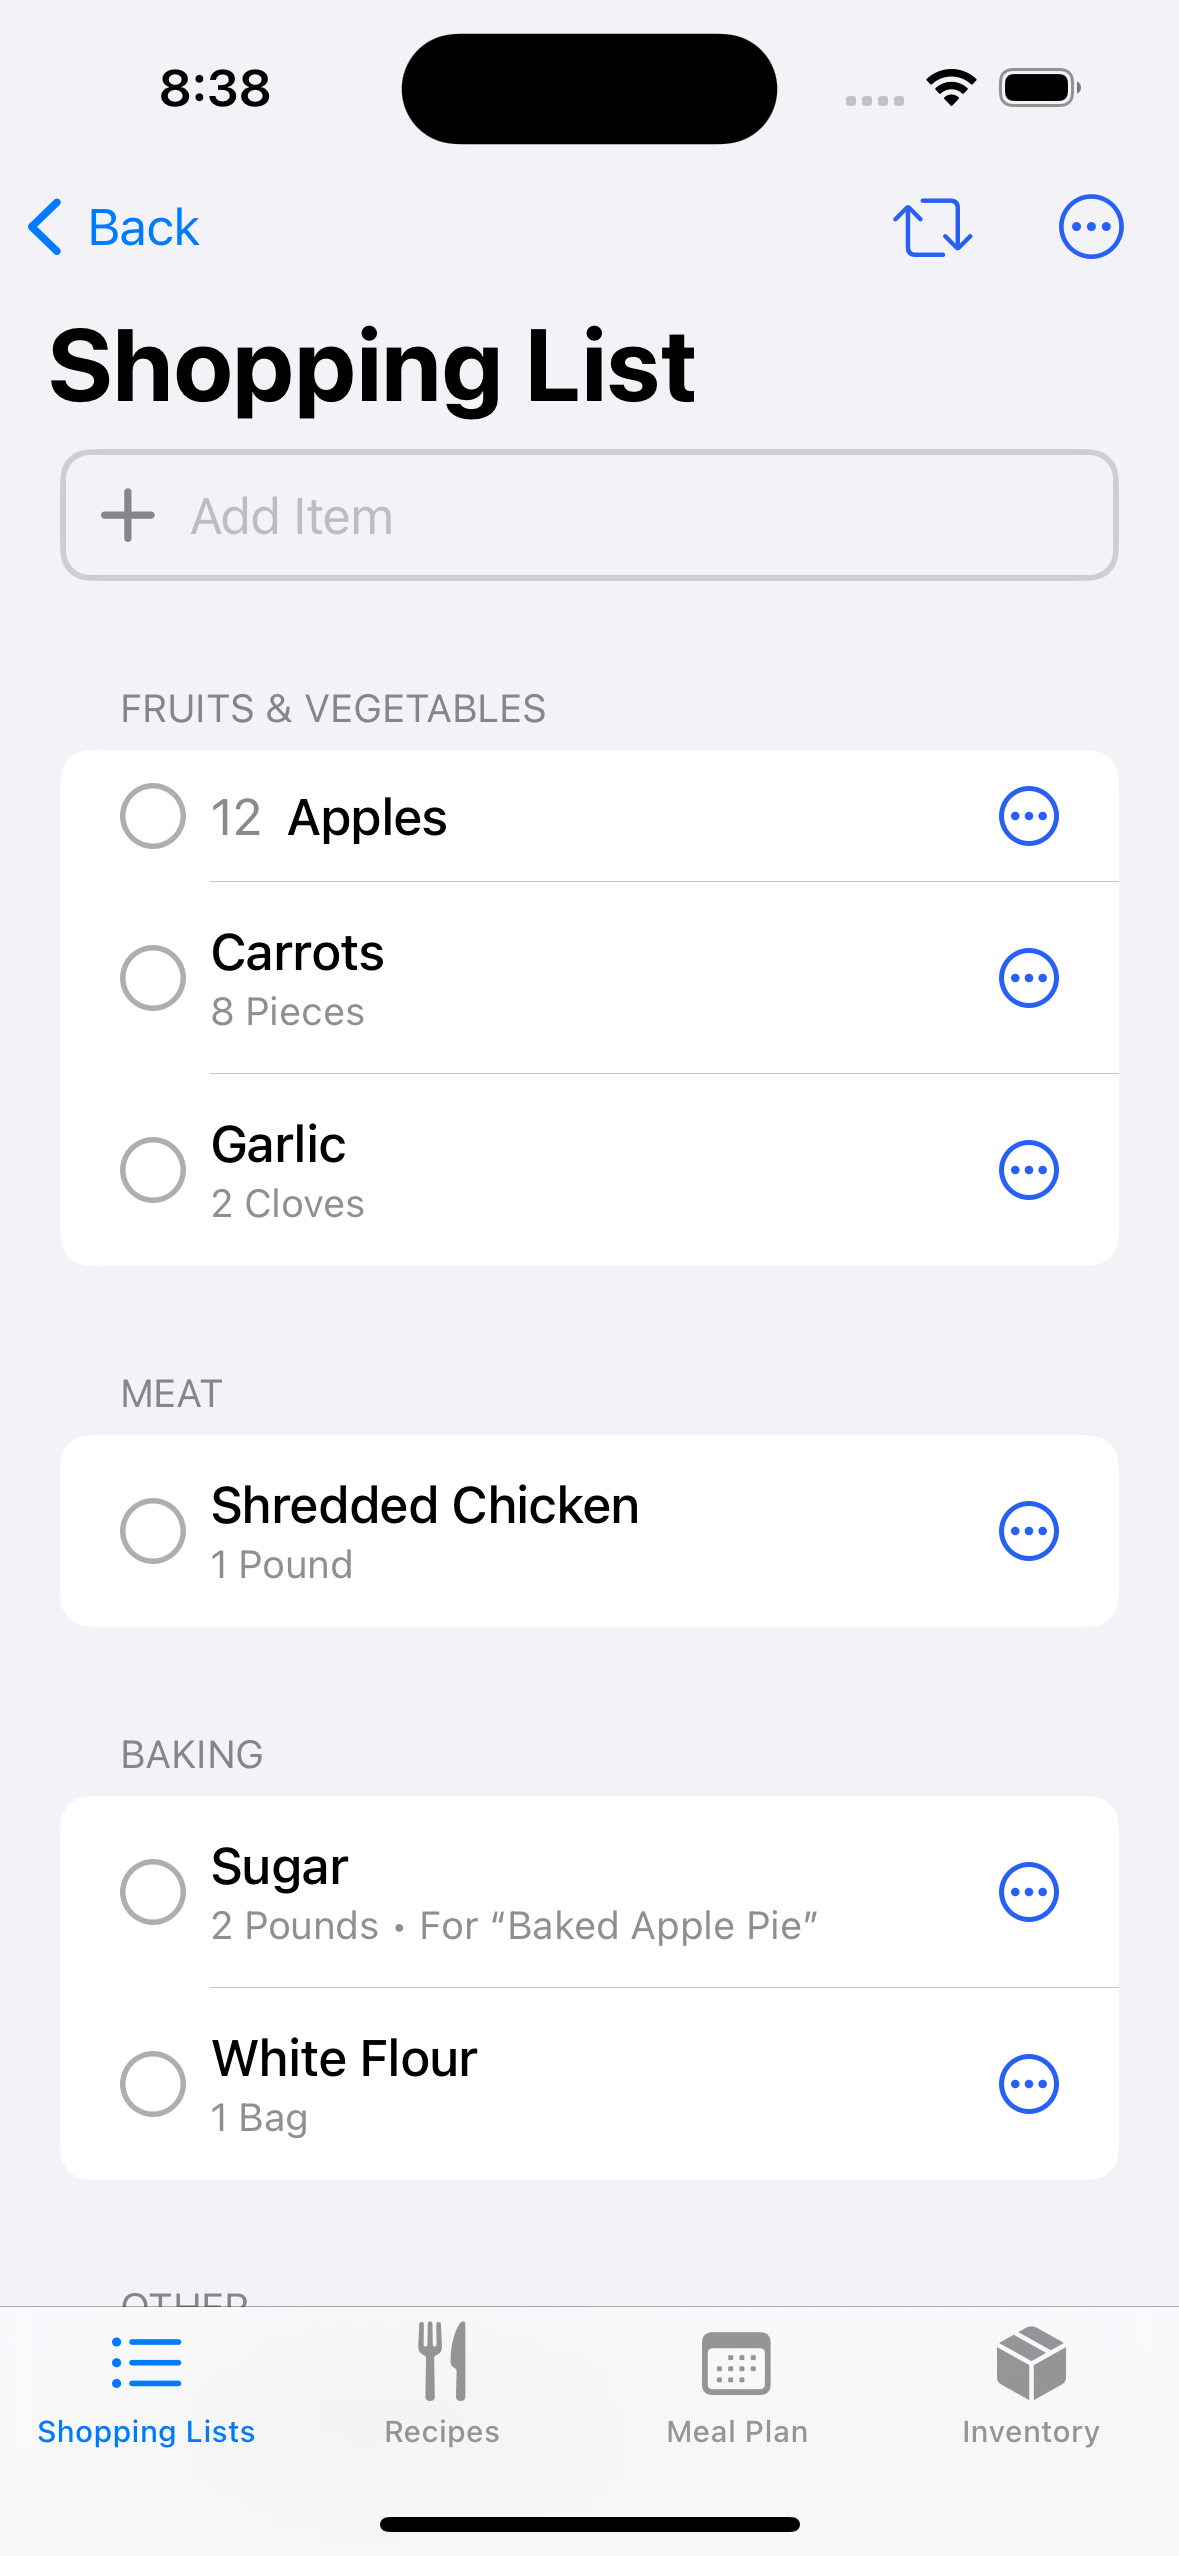 8:38
Back
Shopping List
Add Item
FRUITS & VEGETABLES
12 Apples
Carrots
8 Pieces
Garlic
2 Cloves
MEAT
Shredded Chicken
1 Pound
BAKING
Sugar
2 Pounds • For “Baked Apple Pie”
White Flour
1 Bag
OTHER
Shopping Lists
Recipes
Meal Plan
Inventory